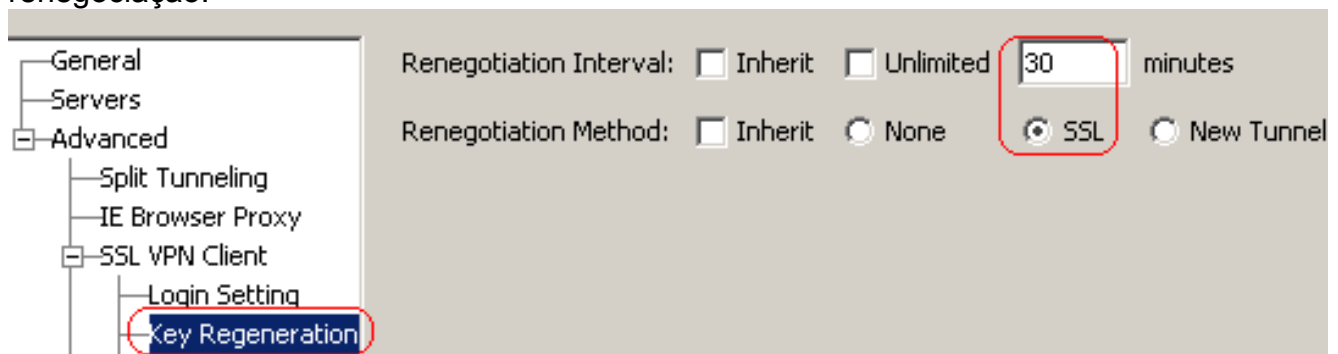 renegociação.
General
Servers
Advanced
Split Tunneling
IE Browser Proxy
SSL VPN Client
Login Setting
Key Regeneration
Renegotiation Interval: Inherit Unlimited 30 minutes
Renegotiation Method: Inherit None SSL New Tunnel